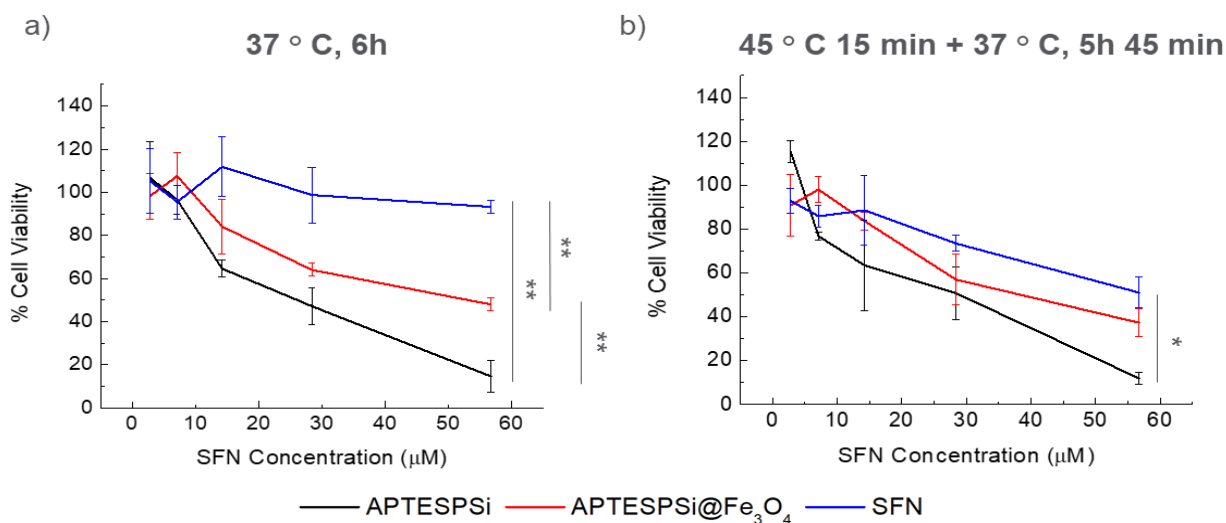 a)
37 ° C, 6h
140
120
100
80
60
40
20
0
% Cell Viability
0 10 20 30 40 50 60
SFN Concentration (μM)
**
**
**
b)
45 ° C 15 min + 37 ° C, 5h 45 min
140
120
100
80
60
40
20
0
% Cell Viability
0 10 20 30 40 50 60
SFN Concentration (μM)
*
APTESPSi APTESPSi@Fe₃O₄ SFN